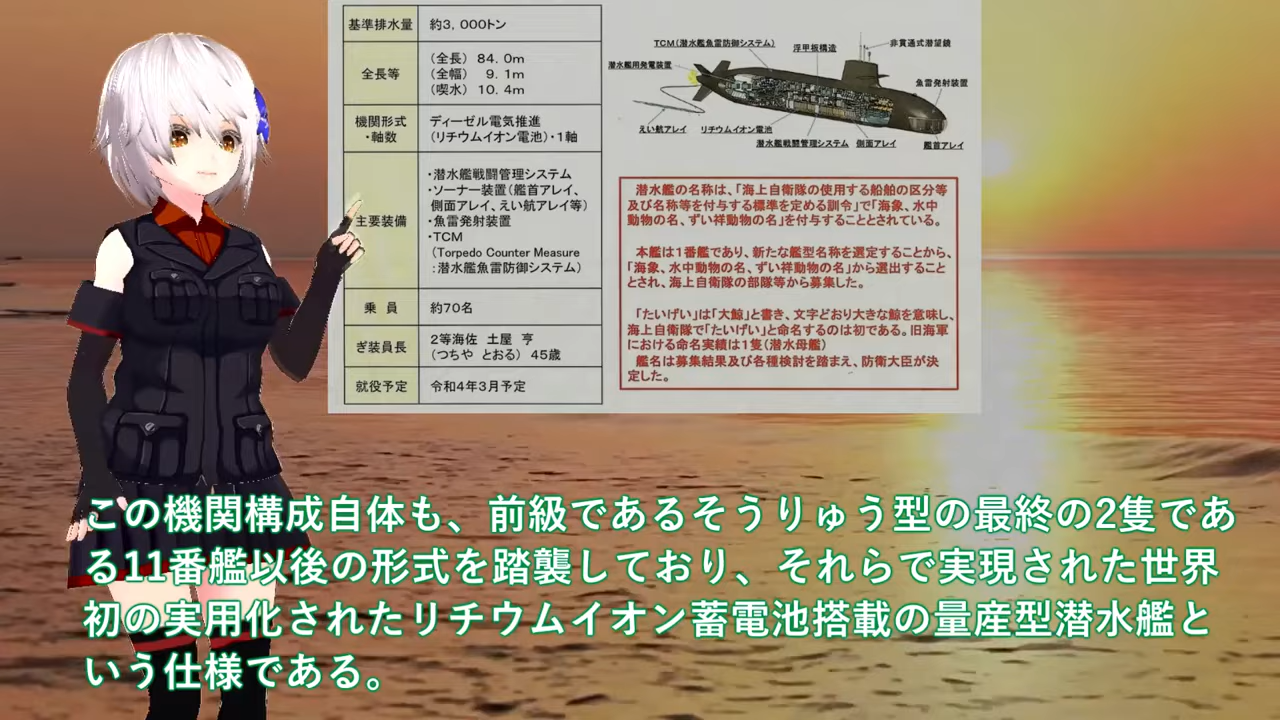 基準排水量 約3，000トン
全長等
（全長） 84．0m
（全幅） 9．1m
（喫水） 10．4m
機関形式
・軸数
ディーゼル電気推進
（リチウムイオン電池）・1軸
主要装備
・潜水艦戦闘管理システム
・ソーナー装置（艦首アレイ、
側面アレイ、えい航アレイ等）
・魚雷発射装置
・TCM
（Torpedo Counter Measure
：潜水艦魚雷防御システム）
乗 員 約70名
ぎ装員長
2等海佐 土屋 亨
（つちや とおる） 45歳
就役予定 令和4年3月予定
TCM（潜水艦魚雷防御システム）
浮甲板構造
非貫通式潜望鏡
潜水艦用発電装置
魚雷発射装置
えい航アレイ
リチウムイオン電池
潜水艦戦闘管理システム
側面アレイ
艦首アレイ
潜水艦の名称は、「海上自衛隊の使用する船舶の区分等
及び名称等を付与する標準を定める訓令」で「海象、水中
動物の名、ずい祥動物の名」を付与することとされている。
本艦は1番艦であり、新たな艦型名称を選定することから、
「海象、水中動物の名、ずい祥動物の名」から選出すること
とされ、海上自衛隊の部隊等から募集した。
「たいげい」は「大鯨」と書き、文字どおり大きな鯨を意味し、
海上自衛隊で「たいげい」と命名するのは初である。旧海軍
における命名実績は1隻（潜水母艦）
艦名は募集結果及び各種検討を踏まえ、防衛大臣が決
定した。
この機関構成自体も、前級であるそうりゅう型の最終の2隻であ
る11番艦以後の形式を踏襲しており、それらで実現された世界
初の実用化されたリチウムイオン蓄電池搭載の量産型潜水艦と
いう仕様である。